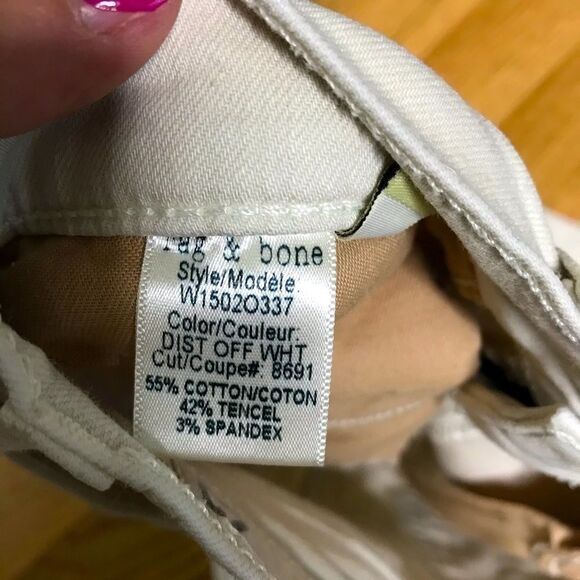 rag & bone
Style/Modèle:
W1502O337
Color/Couleur:
DIST OFF WHT
Cut/Coupe#: 8691
55% COTTON/COTON
42% TENCEL
3% SPANDEX